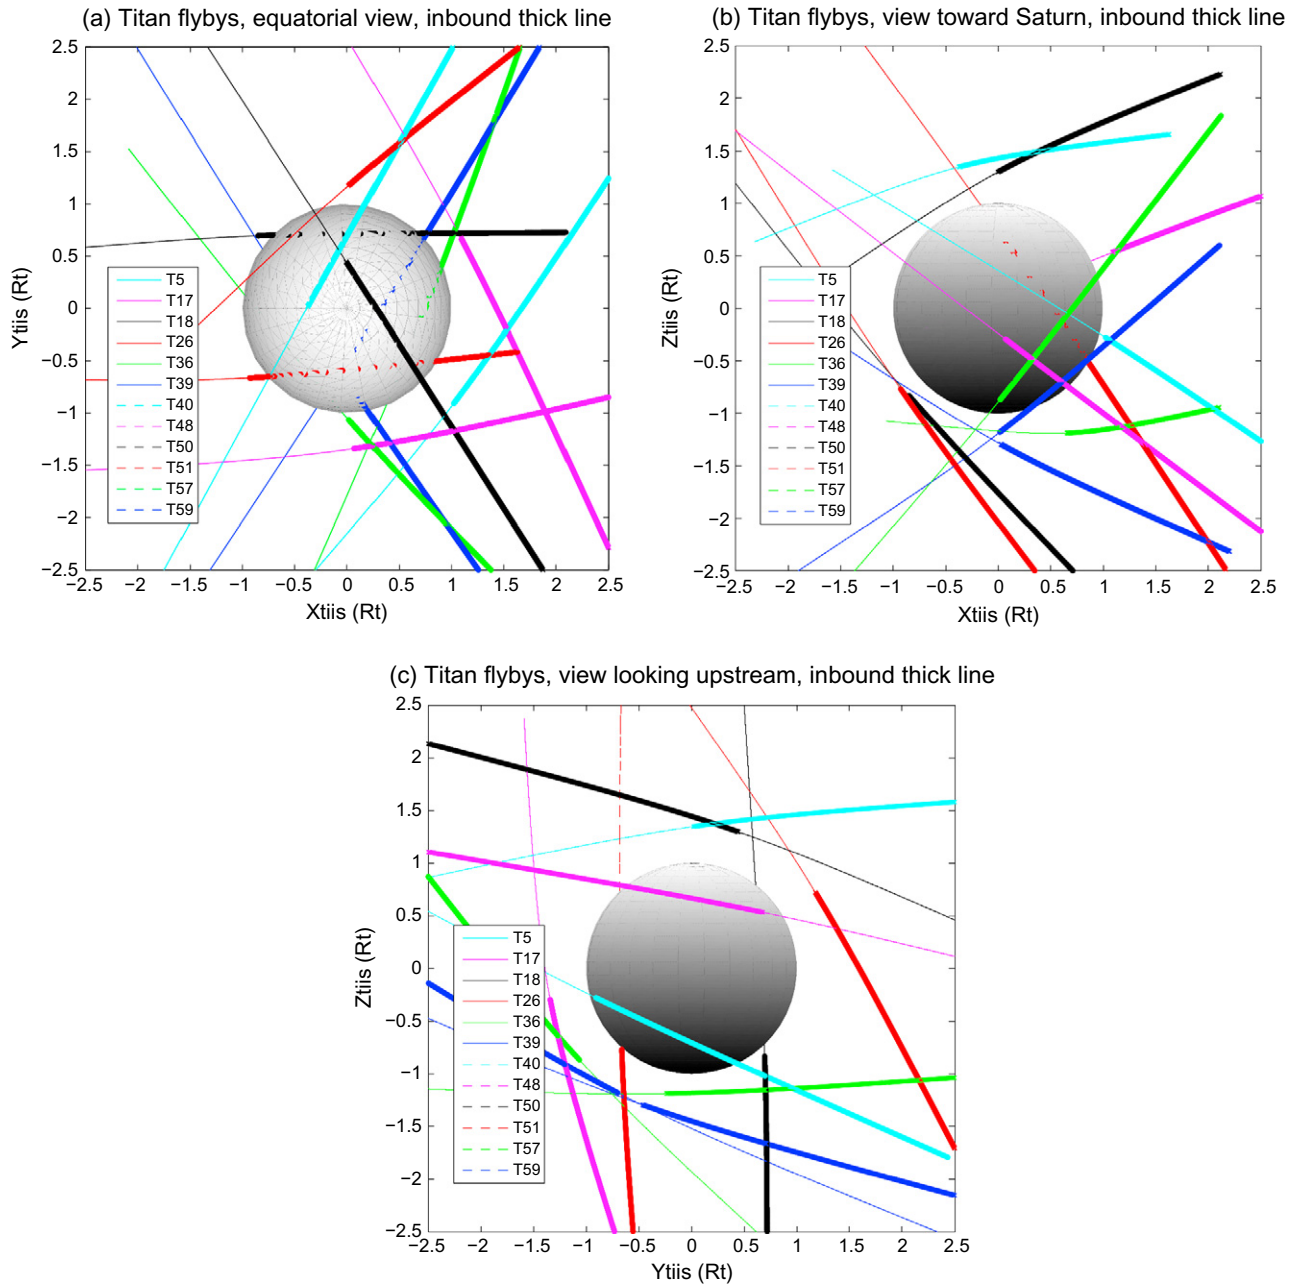 (a) Titan flybys, equatorial view, inbound thick line
2.5
2
1.5
1
0.5
0
−0.5
−1
−1.5
−2
−2.5
Ytiis (Rt)
T5
T17
T18
T26
T36
T39
T40
T48
T50
T51
T57
T59
−2.5 −2 −1.5 −1 −0.5 0 0.5 1 1.5 2 2.5
Xtiis (Rt)
(b) Titan flybys, view toward Saturn, inbound thick line
2.5
2
1.5
1
0.5
0
−0.5
−1
−1.5
−2
−2.5
Ztiis (Rt)
T5
T17
T18
T26
T36
T39
T40
T48
T50
T51
T57
T59
−2.5 −2 −1.5 −1 −0.5 0 0.5 1 1.5 2 2.5
Xtiis (Rt)
(c) Titan flybys, view looking upstream, inbound thick line
2.5
2
1.5
1
0.5
0
−0.5
−1
−1.5
−2
−2.5
Ztiis (Rt)
T5
T17
T18
T26
T36
T39
T40
T48
T50
T51
T57
T59
−2.5 −2 −1.5 −1 −0.5 0 0.5 1 1.5 2 2.5
Ytiis (Rt)